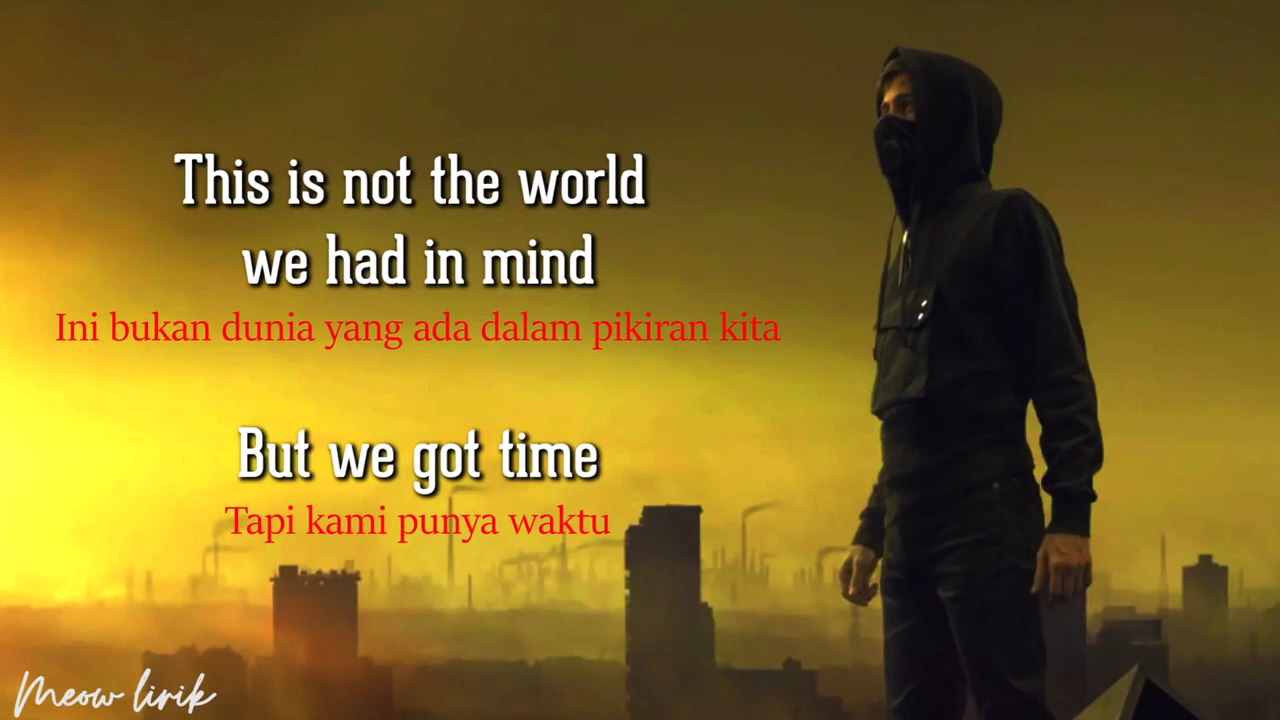 This is not the world
we had in mind
Ini bukan dunia yang ada dalam pikiran kita
But we got time
Tapi kami punya waktu
Meow lirik